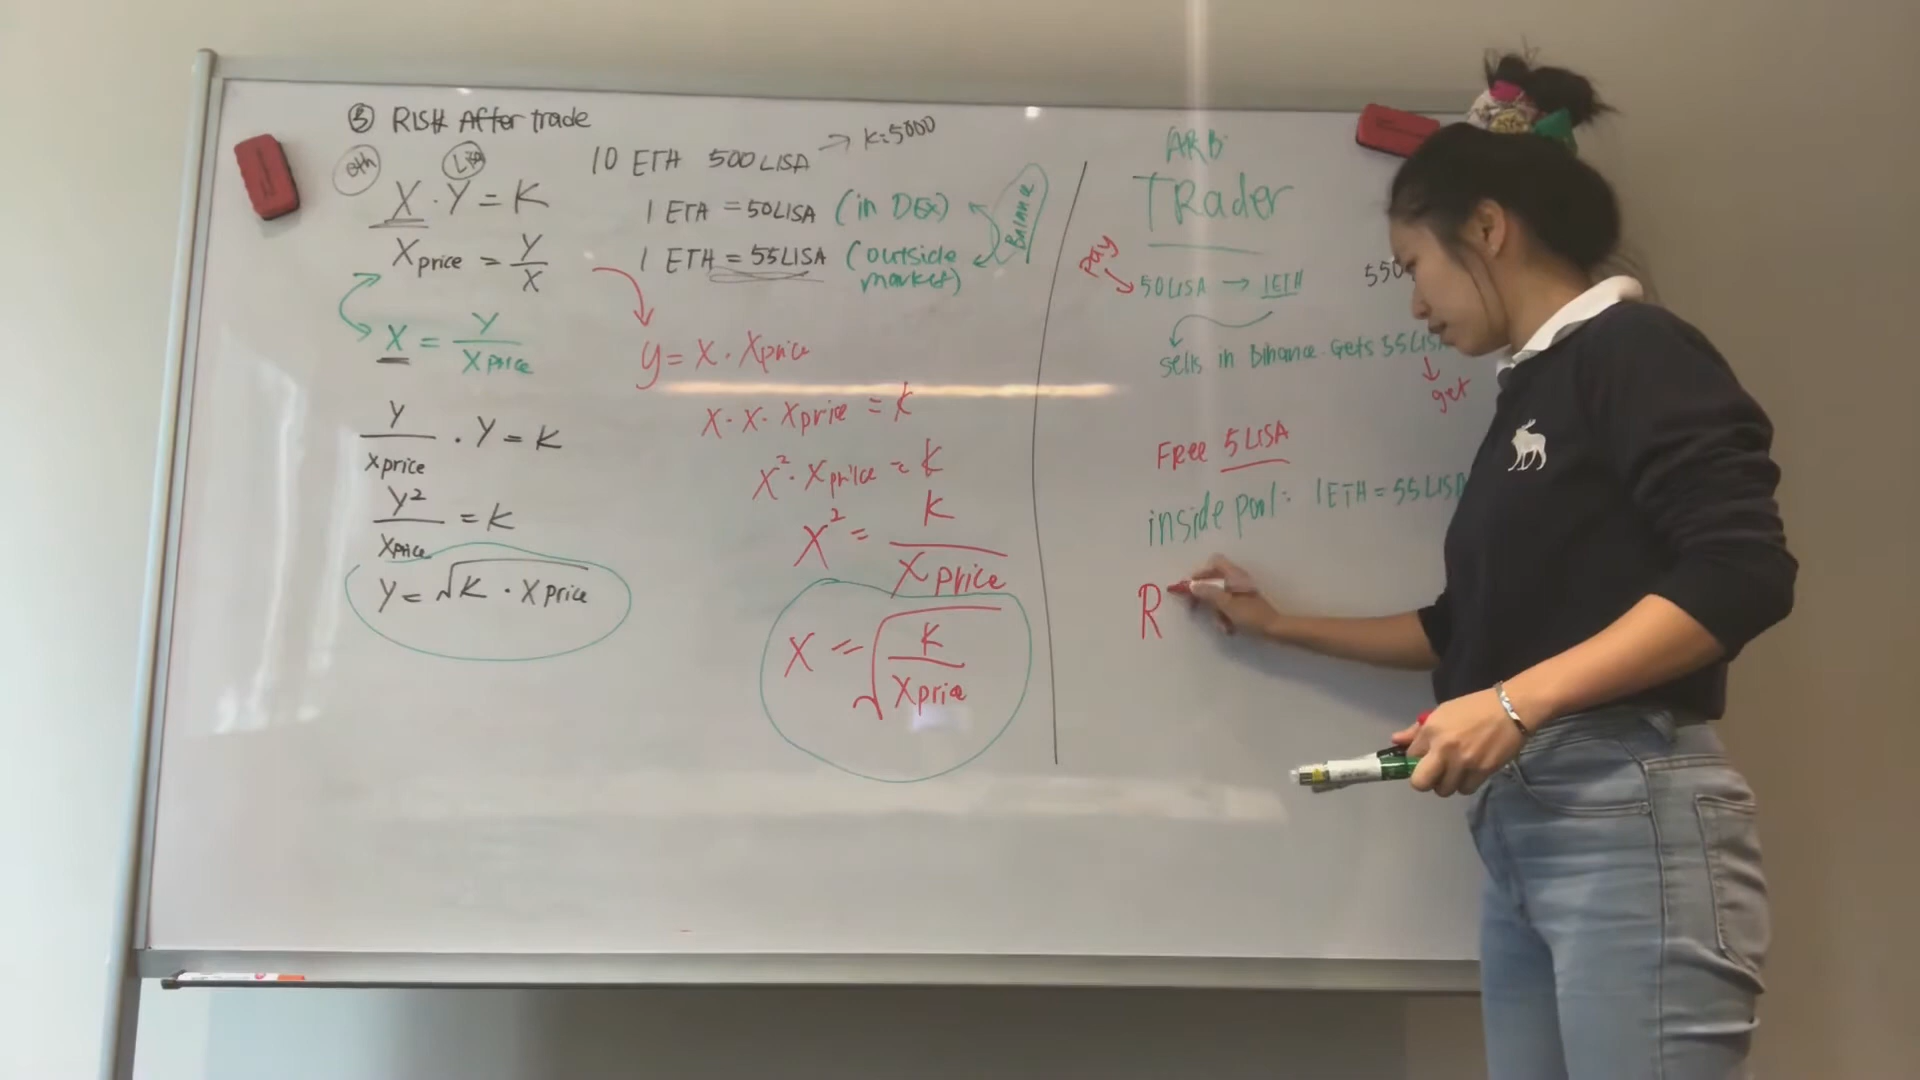 ③ RISK After trade
eth Lisa
X · Y = K
Xprice = Y/X
X = Y/Xprice
Y/Xprice · Y = K
Y²/Xprice = K
Y = √K · Xprice
10 ETH 500 LISA → K=5000
1 ETH = 50 LISA (in DEX)
1 ETH = 55 LISA (outside market)
Balance
y = X · Xprice
X · X · Xprice = K
X² · Xprice = K
X² = K/Xprice
X = √K/Xprice
ARB
TRader
pay
50 LISA → 1 ETH
550
sells in Binance. Gets 55 LISA
get
Free 5 LISA
inside pool: 1 ETH = 55 LISA
R